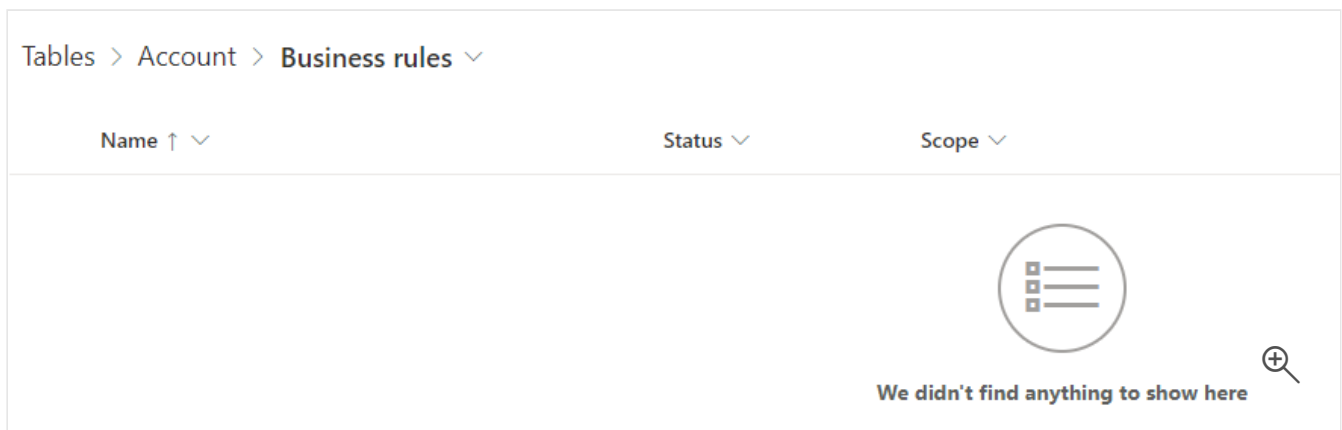 Tables > Account > Business rules
Name ↑ Status Scope
We didn't find anything to show here